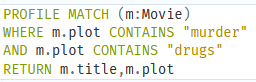 PROFILE MATCH (m:Movie)
WHERE m.plot CONTAINS "murder"
AND m.plot CONTAINS "drugs"
RETURN m.title,m.plot